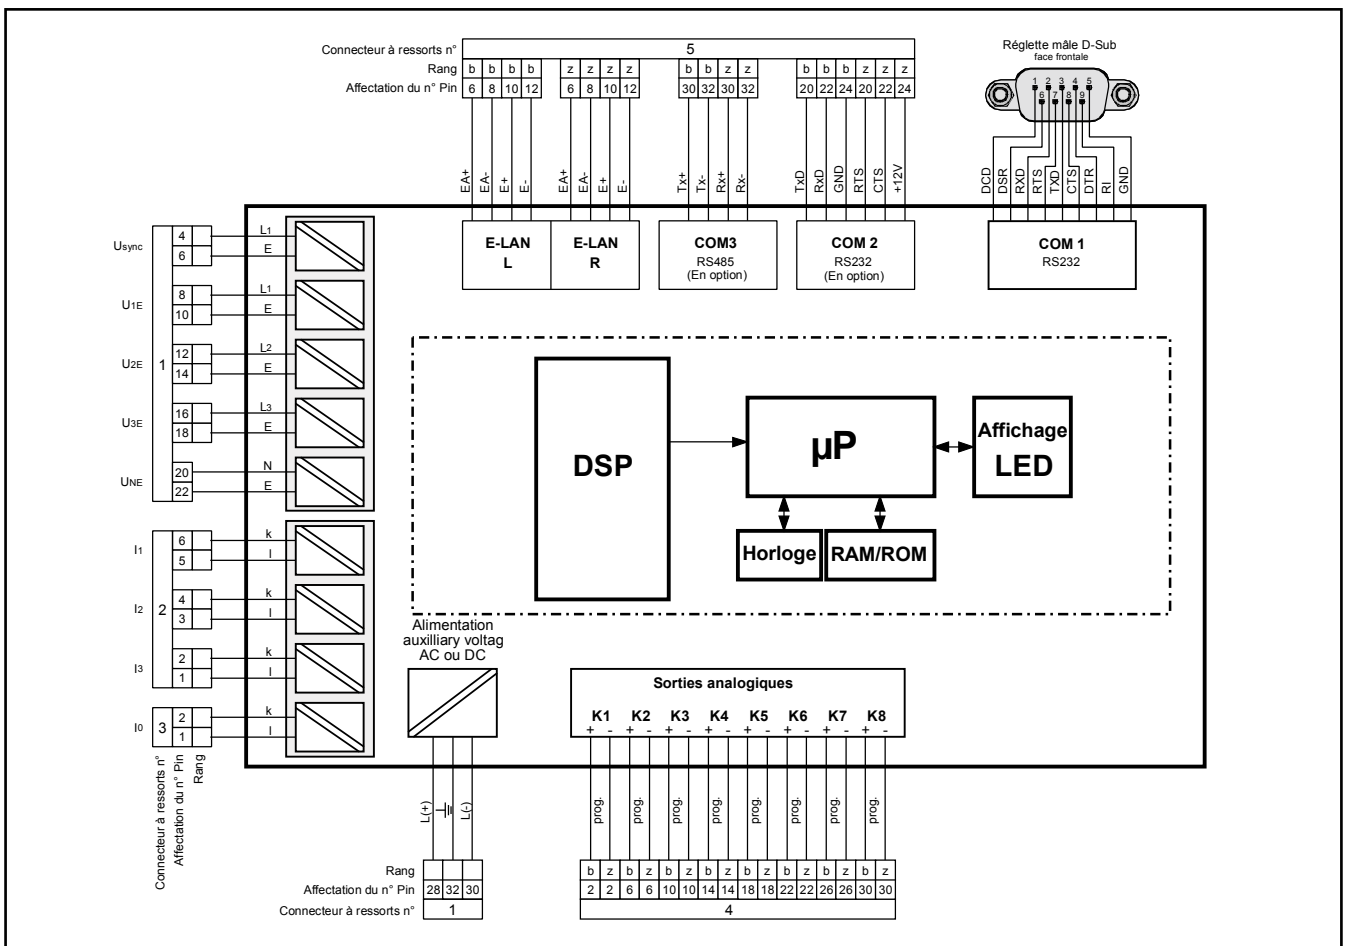 Connecteur à ressorts n° 5
Rang b b b b z z z z b b z z b b b z z z
Affectation du n° Pin 6 8 10 12 6 8 10 12 30 32 30 32 20 22 24 20 22 24
Réglette mâle D-Sub
face frontale
1 2 3 4 5
6 7 8 9
EA+ EA- E+ E- EA+ EA- E+ E- Tx+ Tx- Rx+ Rx- TxD RxD GND RTS CTS +12V DCD DSR RXD RTS TXD CTS DTR RI GND
E-LAN
L
E-LAN
R
COM3
RS485
(En option)
COM 2
RS232
(En option)
COM 1
RS232
1
Usync 4 L1
6 E
U1E 8 L1
10 E
U2E 12 L2
14 E
U3E 16 L3
18 E
UNE 20 N
22 E
2
I1 6 k
5 l
I2 4 k
3 l
I3 2 k
1 l
3
I0 2 k
1 l
Connecteur à ressorts n°
Affectation du n° Pin
Rang
DSP
µP
Affichage
LED
Horloge
RAM/ROM
Alimentation
auxilliary voltag
AC ou DC
L(+) L(-)
Rang
Affectation du n° Pin 28 32 30
Connecteur à ressorts n° 1
Sorties analogiques
K1 K2 K3 K4 K5 K6 K7 K8
+ - + - + - + - + - + - + - + -
prog. prog. prog. prog. prog. prog. prog. prog.
b z b z b z b z b z b z b z b z
2 2 6 6 10 10 14 14 18 18 22 22 26 26 30 30
4